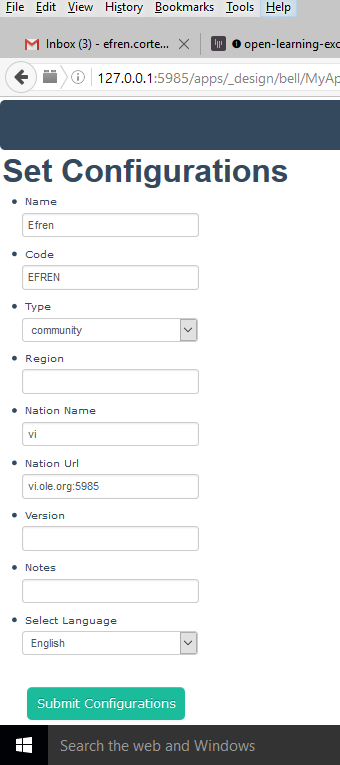 File Edit View History Bookmarks Tools Help
Inbox (3) - efren.corte... × open-learning-exc
127.0.0.1:5985/apps/_design/bell/MyAp
Set Configurations
• Name
Efren
• Code
EFREN
• Type
community
• Region
• Nation Name
vi
• Nation Url
vi.ole.org:5985
• Version
• Notes
• Select Language
English
Submit Configurations
Search the web and Windows